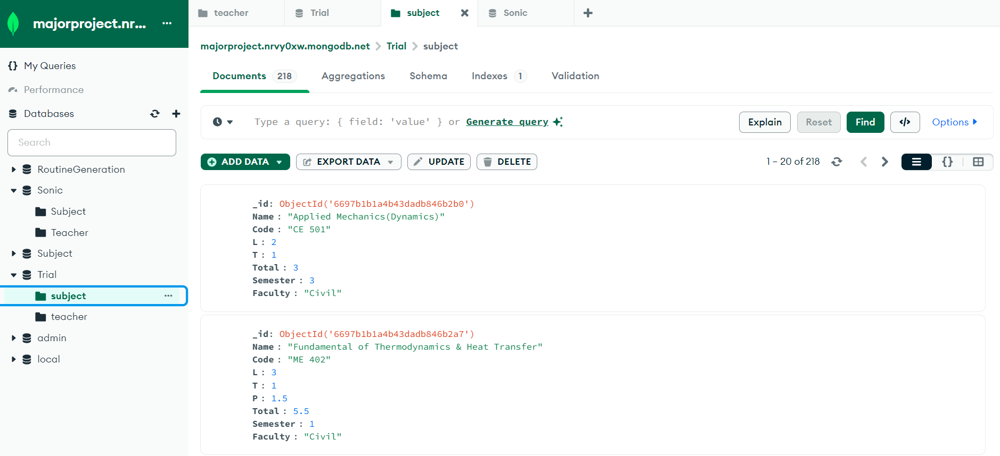 majorproject.nr...
My Queries
Performance
Databases
Search
RoutineGeneration
Sonic
Subject
Teacher
Subject
Trial
subject
teacher
admin
local
teacher
Trial
subject
Sonic
majorproject.nrvy0xw.mongodb.net > Trial > subject
Documents 218 Aggregations Schema Indexes 1 Validation
Type a query: { field: 'value' } or Generate query
Explain Reset Find </> Options
ADD DATA EXPORT DATA UPDATE DELETE
1 – 20 of 218 {}
_id: ObjectId('6697b1b1a4b43dadb846b2b0')
Name : "Applied Mechanics(Dynamics)"
Code : "CE 501"
L : 2
T : 1
Total : 3
Semester : 3
Faculty : "Civil"
_id: ObjectId('6697b1b1a4b43dadb846b2a7')
Name : "Fundamental of Thermodynamics & Heat Transfer"
Code : "ME 402"
L : 3
T : 1
P : 1.5
Total : 5.5
Semester : 1
Faculty : "Civil"